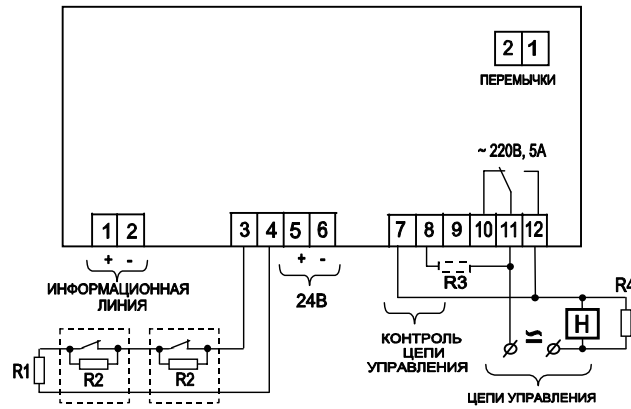 2 1
ПЕРЕМЫЧКИ
~ 220В, 5А
1 2
3 4 5 6
7 8 9 10 11 12
+ -
+ -
ИНФОРМАЦИОННАЯ
ЛИНИЯ
24В
R3
R4
Н
КОНТРОЛЬ
ЦЕПИ
УПРАВЛЕНИЯ
R1
R2
R2
ЦЕПИ УПРАВЛЕНИЯ